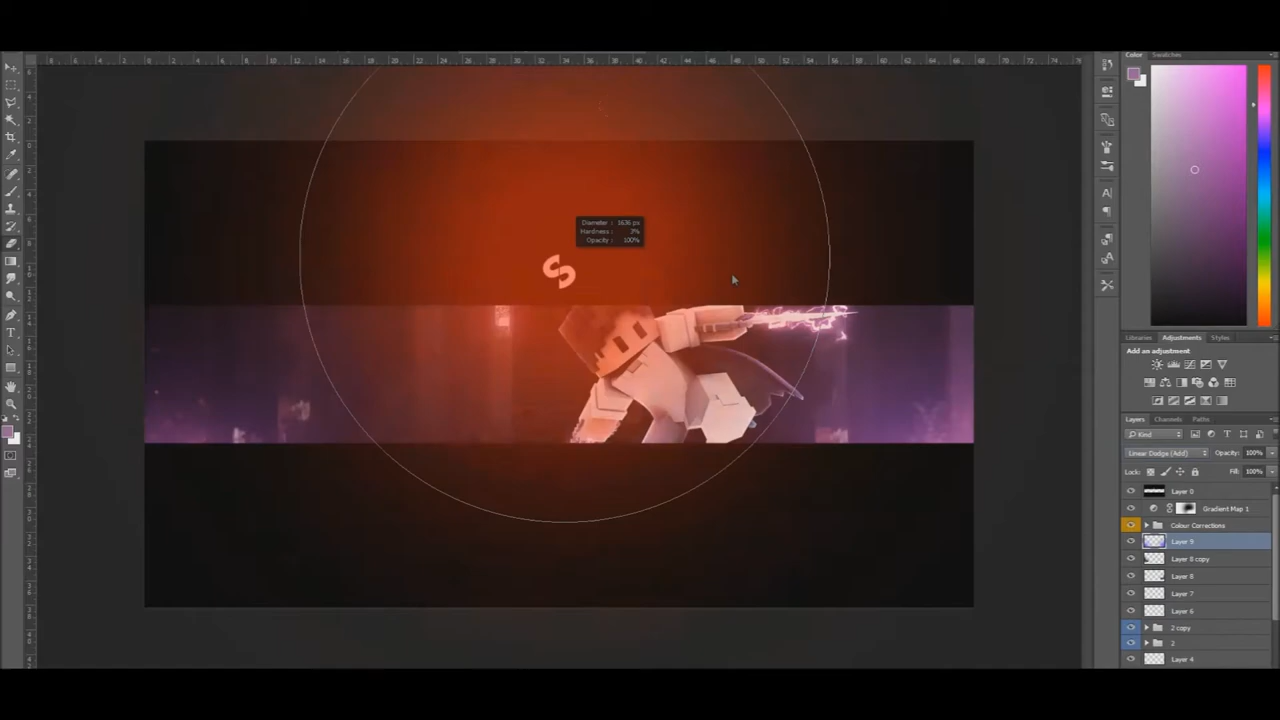 Color
Swatches
Diameter : 1636 px
Hardness : 3%
Opacity : 100%
S
Libraries
Adjustments
Styles
Add an adjustment
Layers
Channels
Paths
Kind
Linear Dodge (Add)
Opacity: 100%
Lock:
Fill: 100%
Layer 0
Gradient Map 1
Colour Corrections
Layer 9
Layer 8 copy
Layer 8
Layer 7
Layer 6
2 copy
2
Layer 4